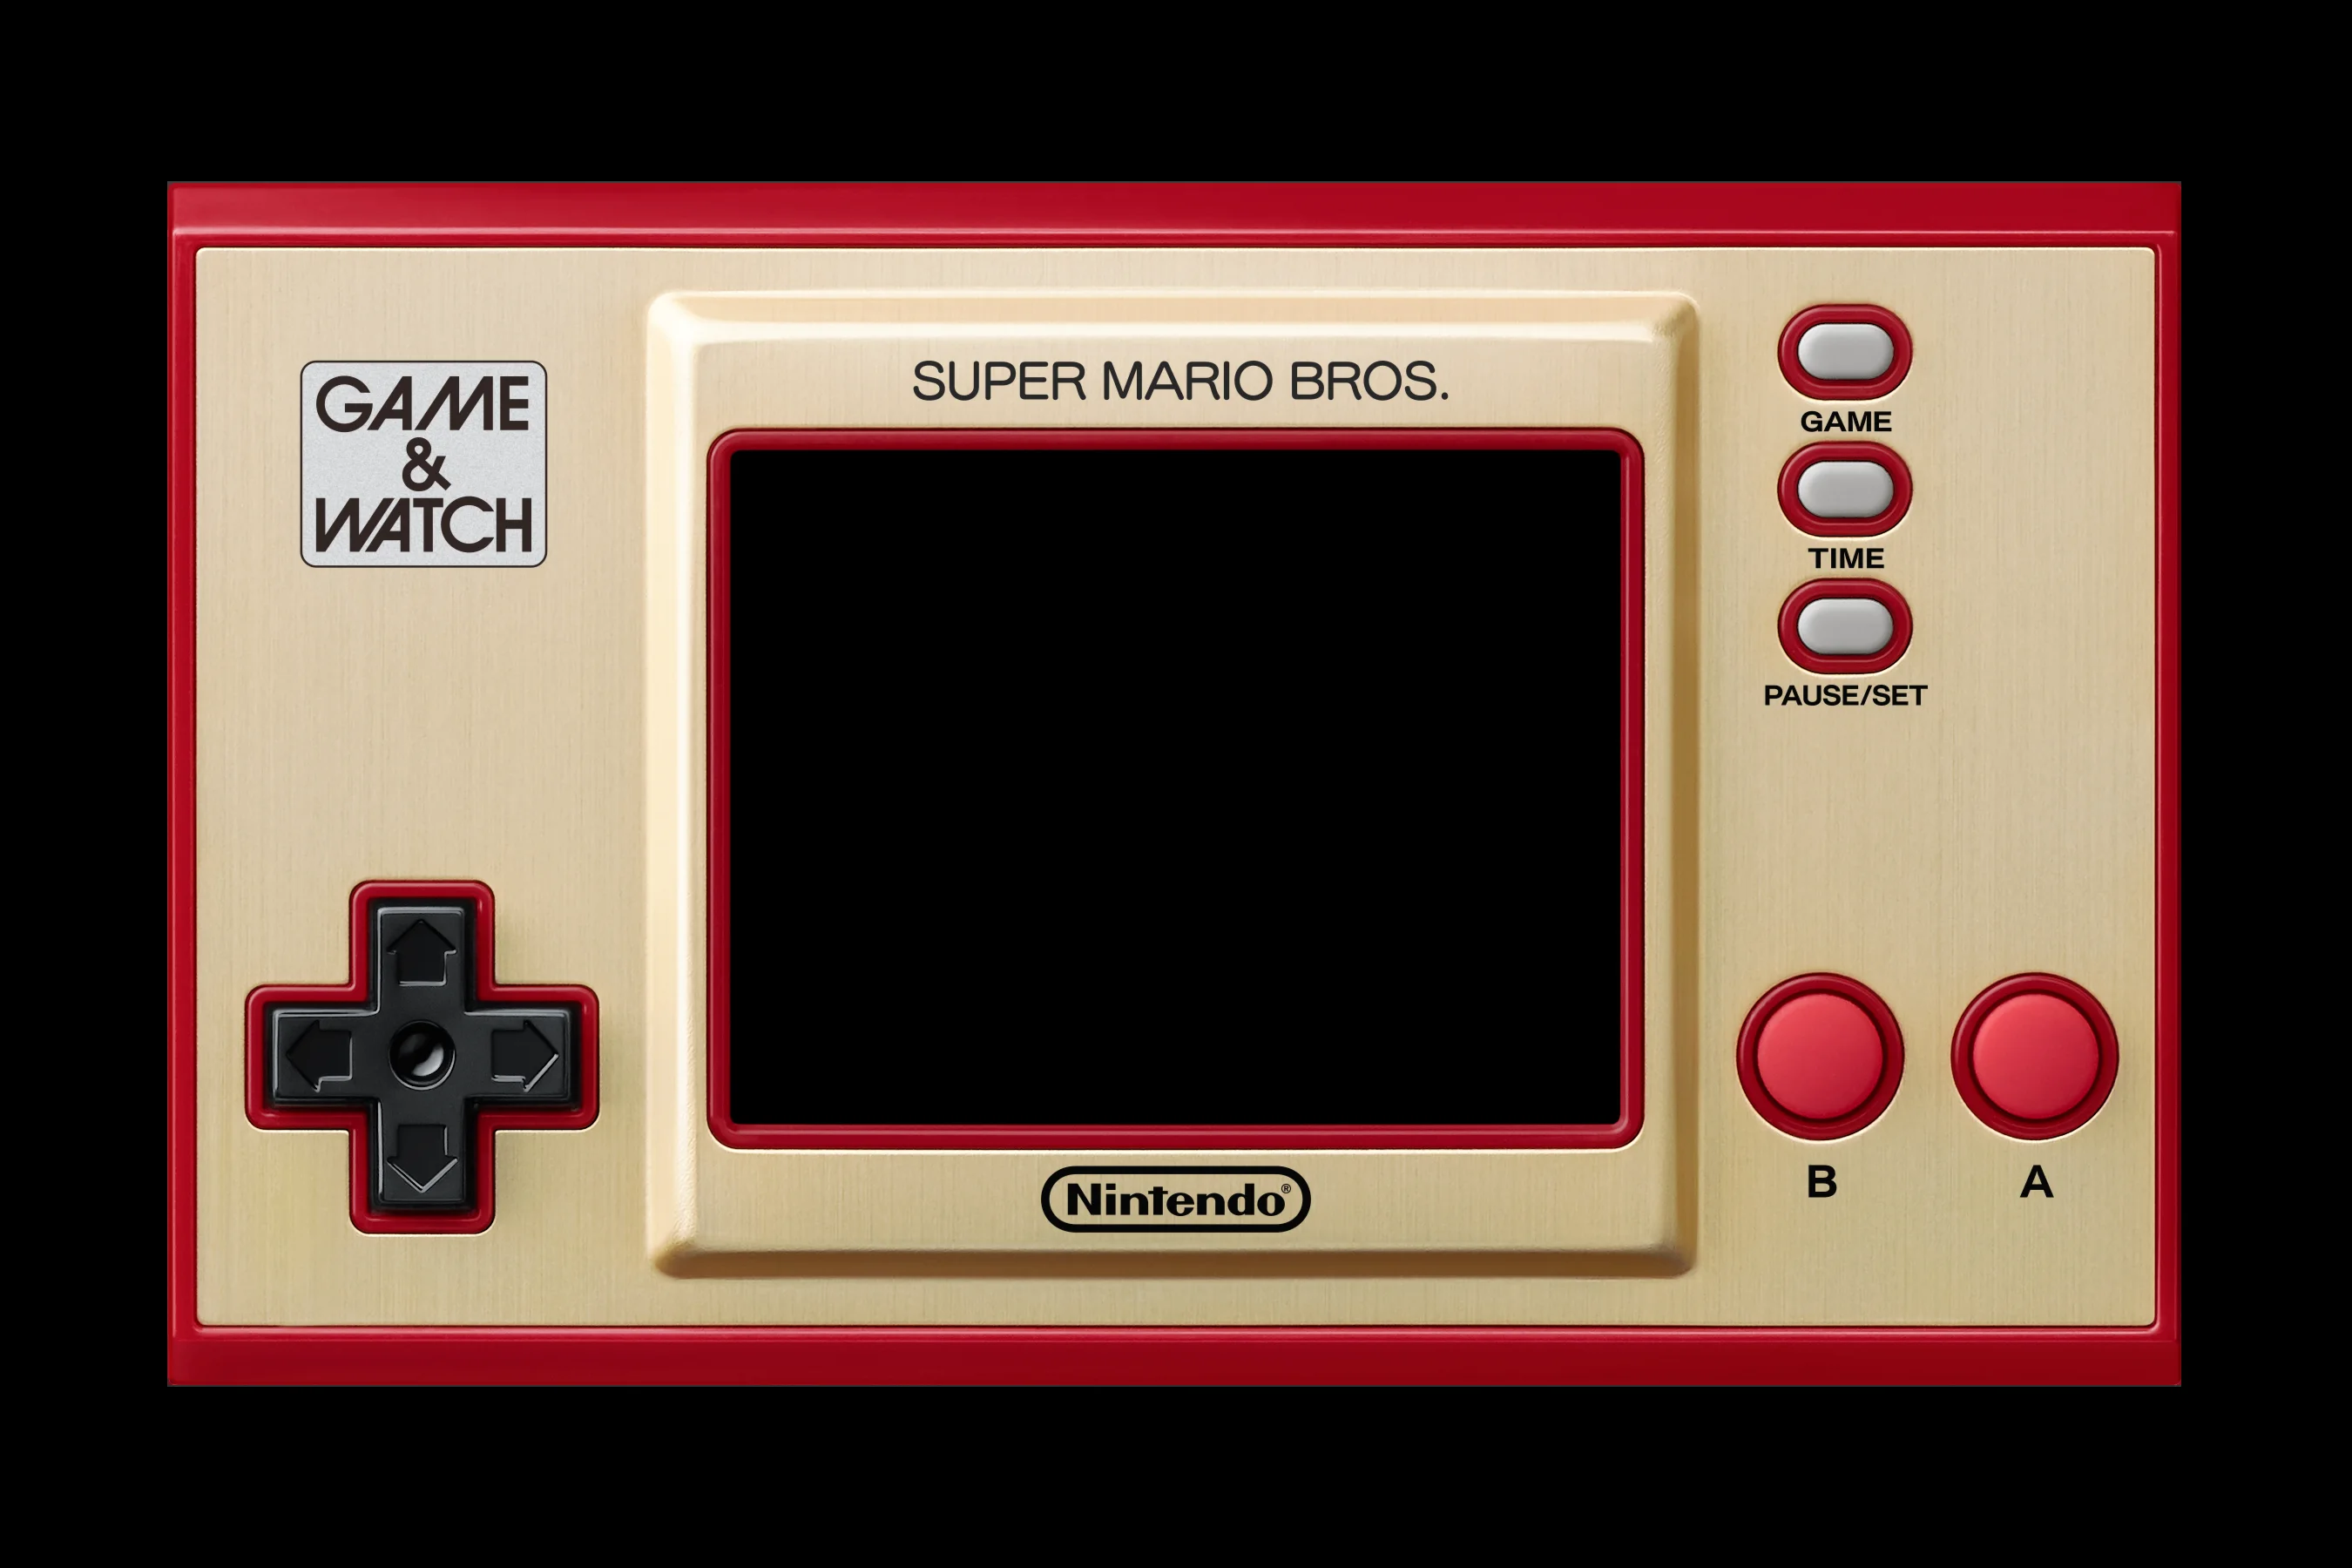 GAME
&
WATCH
SUPER MARIO BROS.
GAME
TIME
PAUSE/SET
B
A
Nintendo®